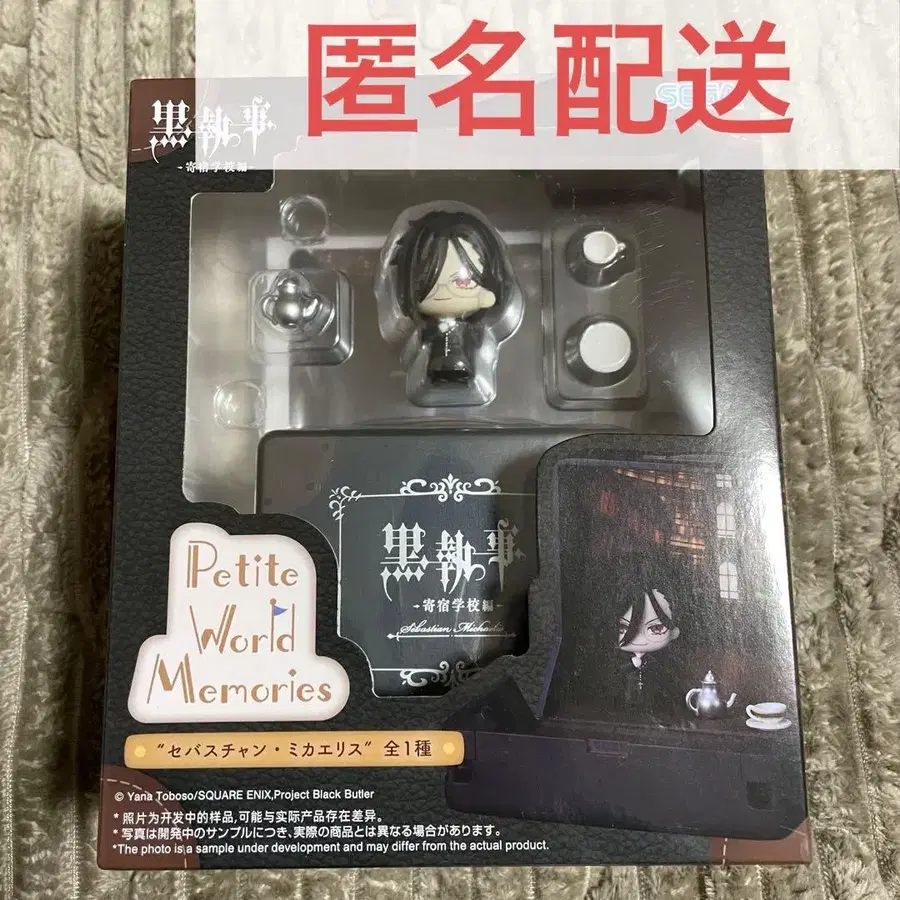 匿名配送
SEGA
黒執事
-寄宿学校編-
黒執事
-寄宿学校編-
Sebastian Michaelis
Petite
World
Memories
"セバスチャン・ミカエリス" 全1種
© Yana Toboso/SQUARE ENIX,Project Black Butler
* 照片为开发中的样品,可能与实际产品存在差异。
* 写真は開発中のサンプルにつき、実際の商品とは異なる場合があります。
*The photo is a sample under development and may differ from the actual product.